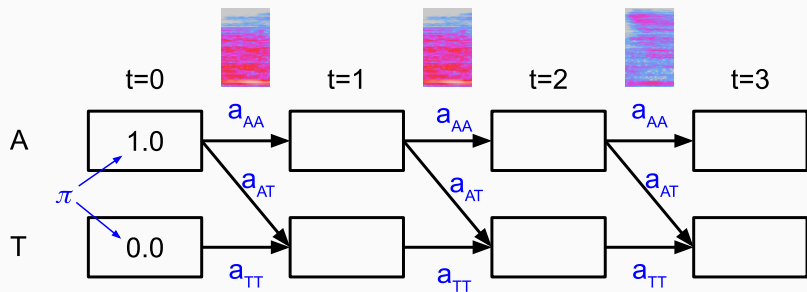 t=0 t=1 t=2 t=3
A 1.0 a_AA a_AA a_AA
π a_AT a_AT a_AT
T 0.0 a_TT a_TT a_TT